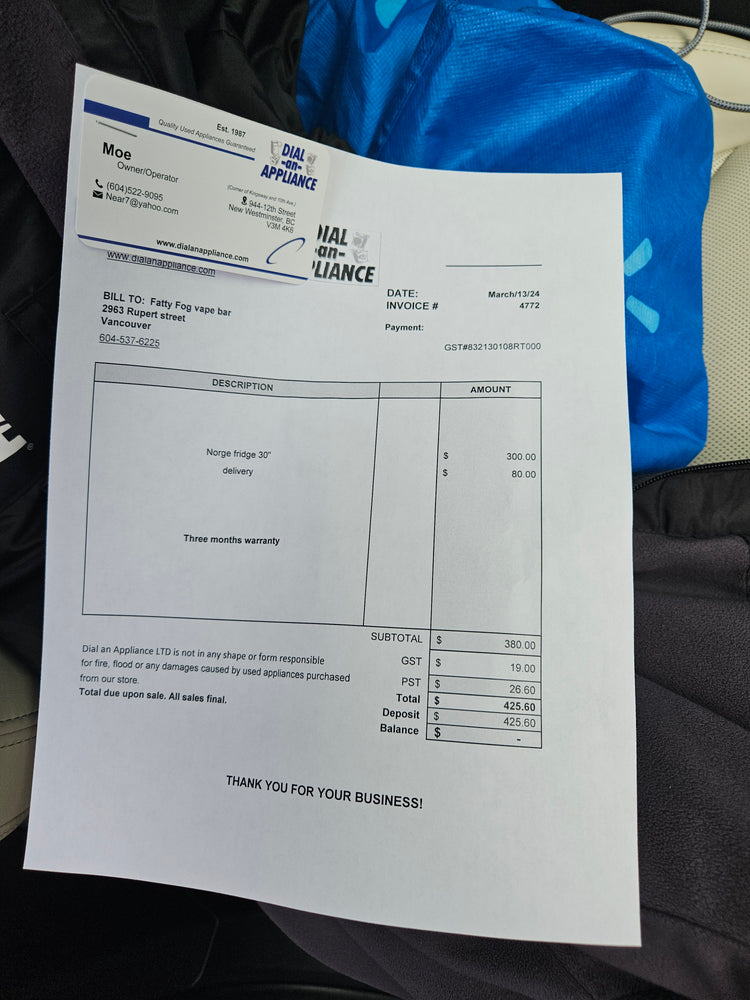 Est. 1987
Quality Used Appliances Guaranteed
DIAL
-an-
APPLIANCE
Moe
Owner/Operator
(604)522-9095
Near7@yahoo.com
(Corner of Kingsway and 10th Ave.)
944-12th Street
New Westminster, BC
V3M 4K6
www.dialanappliance.com
DIAL
-an-
PLIANCE
www.dialanappliance.com
DATE: March/13/24
INVOICE # 4772
Payment:
GST#832130108RT000
BILL TO: Fatty Fog vape bar
2963 Rupert street
Vancouver
604-537-6225
DESCRIPTION AMOUNT
Norge fridge 30" $ 300.00
delivery $ 80.00
Three months warranty
SUBTOTAL $ 380.00
GST $ 19.00
PST $ 26.60
Total $ 425.60
Deposit $ 425.60
Balance $ -
Dial an Appliance LTD is not in any shape or form responsible
for fire, flood or any damages caused by used appliances purchased
from our store.
Total due upon sale. All sales final.
THANK YOU FOR YOUR BUSINESS!